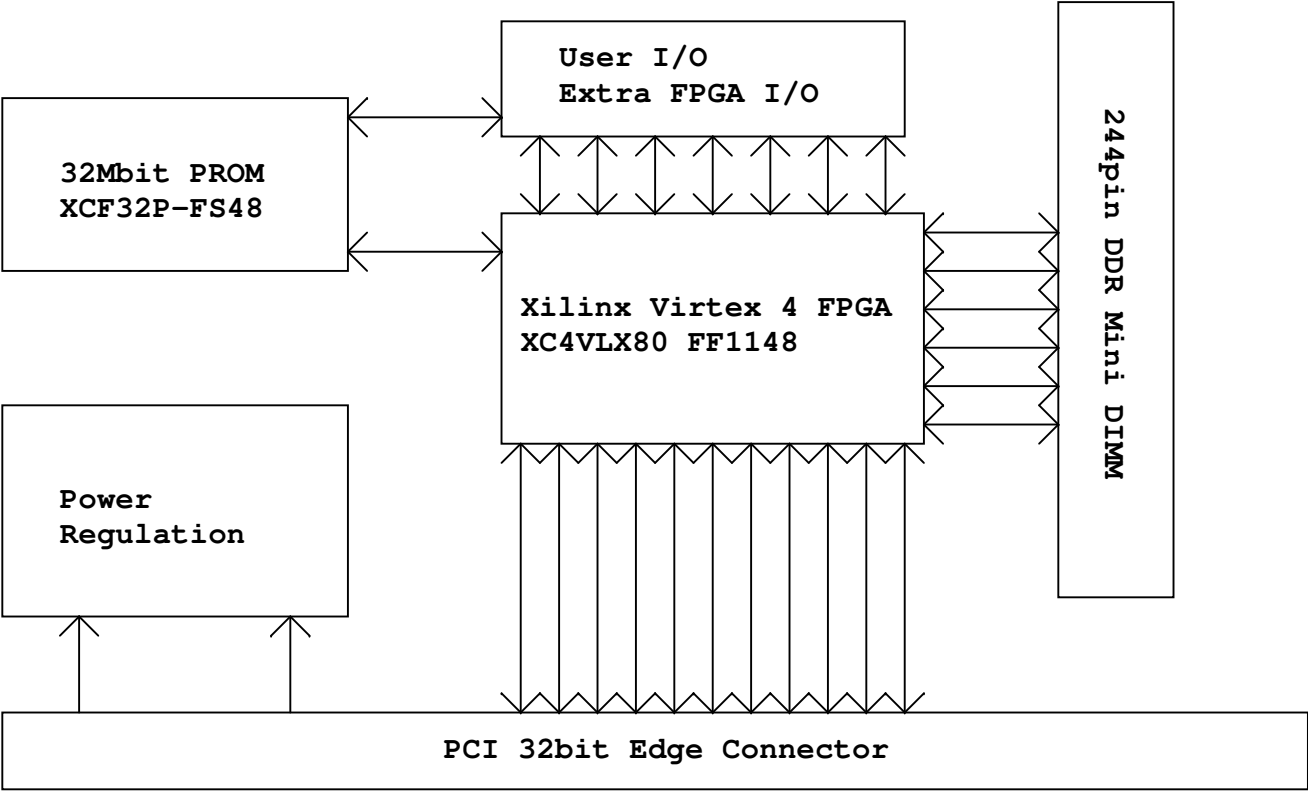 User I/O
Extra FPGA I/O
32Mbit PROM
XCF32P-FS48
244pin DDR Mini DIMM
Xilinx Virtex 4 FPGA
XC4VLX80 FF1148
Power
Regulation
PCI 32bit Edge Connector